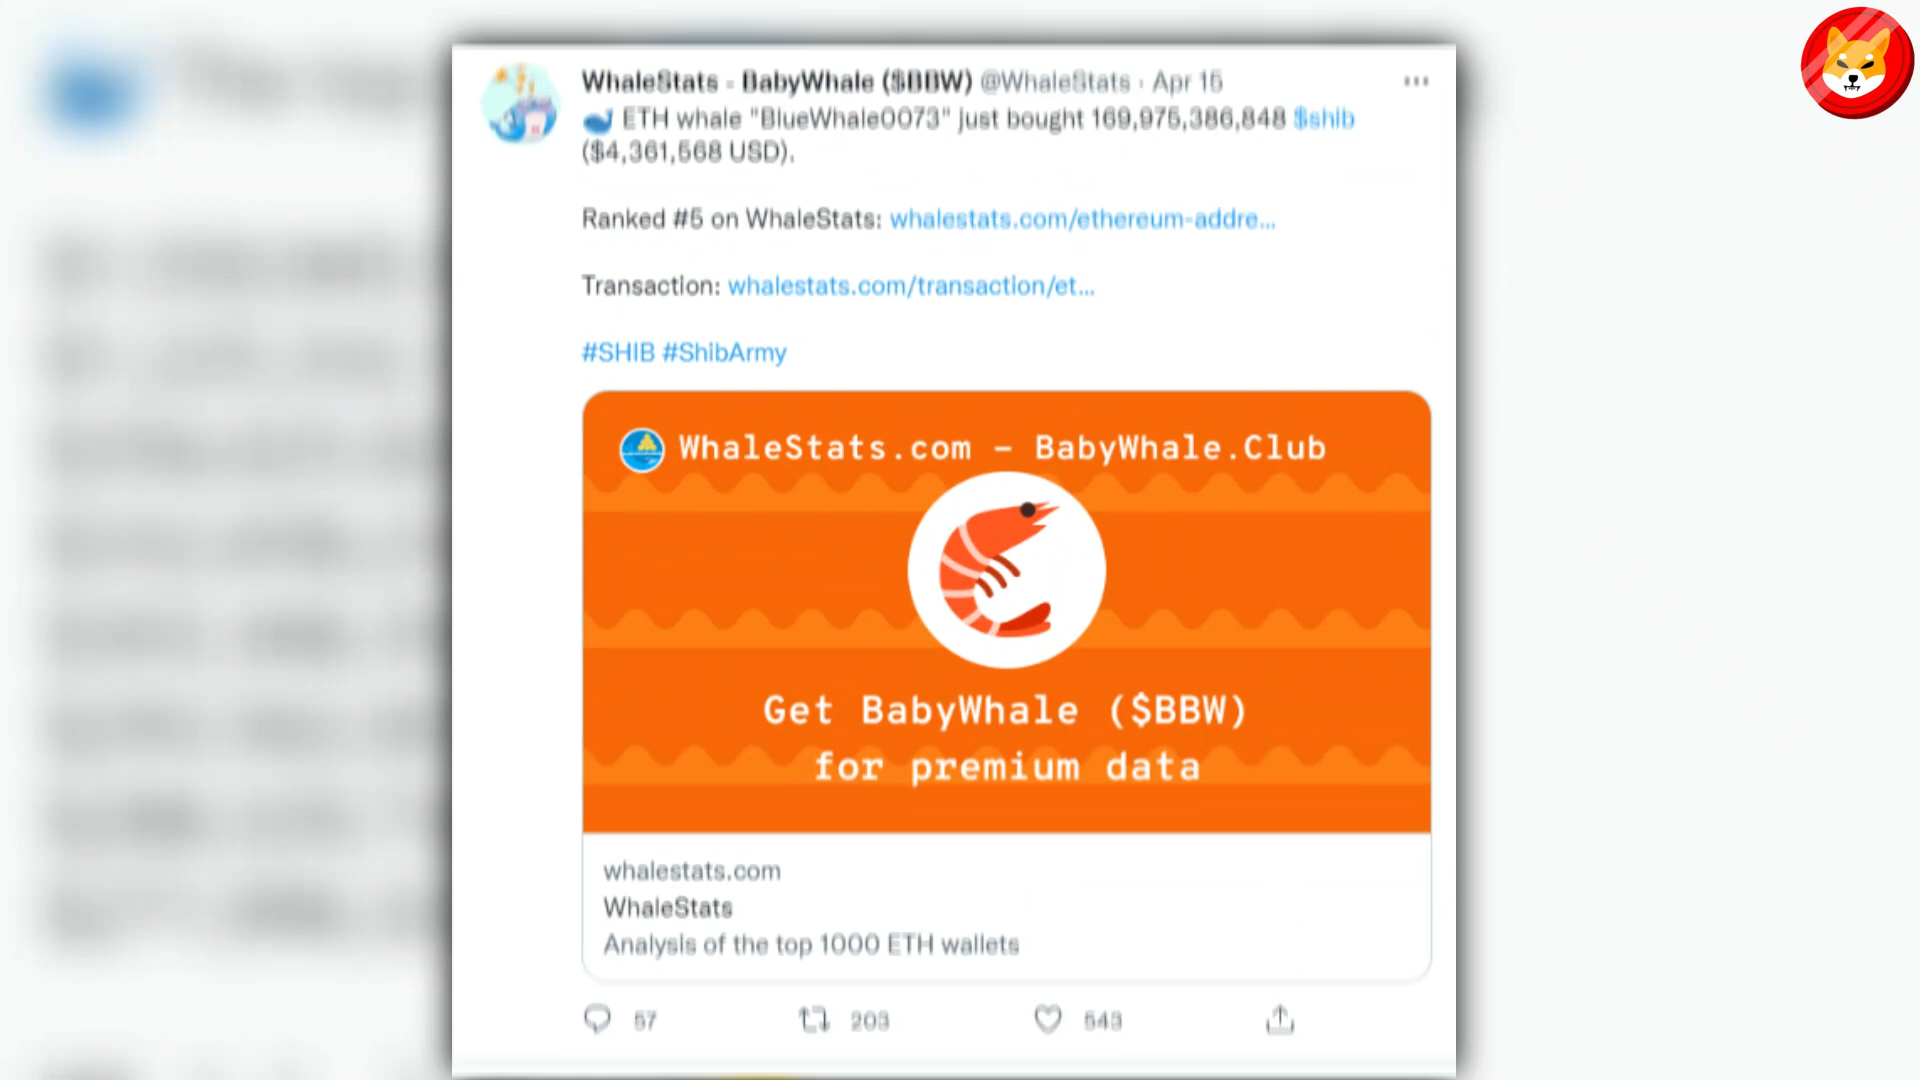 WhaleStats - BabyWhale ($BBW) @WhaleStats · Apr 15
ETH whale "BlueWhale0073" just bought 169,975,386,848 $shib
($4,361,568 USD).
Ranked #5 on WhaleStats: whalestats.com/ethereum-addre...
Transaction: whalestats.com/transaction/et...
#SHIB #ShibArmy
WhaleStats.com - BabyWhale.Club
Get BabyWhale ($BBW)
for premium data
whalestats.com
WhaleStats
Analysis of the top 1000 ETH wallets
57 203 543